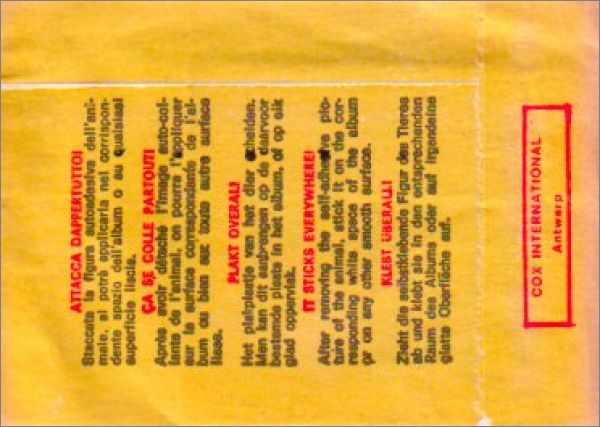 ATTACCA DAPPERTUTTO!
Staccata la figura autoadesiva dell'ani-
male, si potrà applicarla nel corrispon-
dente spazio dell'album o su qualsiasi
superficie liscia.
ÇA SE COLLE PARTOUT!
Après avoir détaché l'image auto-col-
lante de l'animal, on pourra l'appliquer
sur la surface correspondante de l'al-
bum ou bien sur toute autre surface
lisse.
PLAKT OVERAL!
Het plakplaatje van het dier scheiden.
Men kan dit aanbrengen op de daarvoor
bestemde plaats in het album, of op elk
glad oppervlak.
IT STICKS EVERYWHERE!
After removing the self-adhesive pic-
ture of the animal, stick it on the cor-
responding white space of the album
or on any other smooth surface.
KLEBT ÜBERALL!
Zieht die selbstklebende Figur des Tieres
ab und klebt sie in den entsprechenden
Raum des Albums oder auf irgendeine
glatte Oberfläche auf.
COX INTERNATIONAL
Antwerp